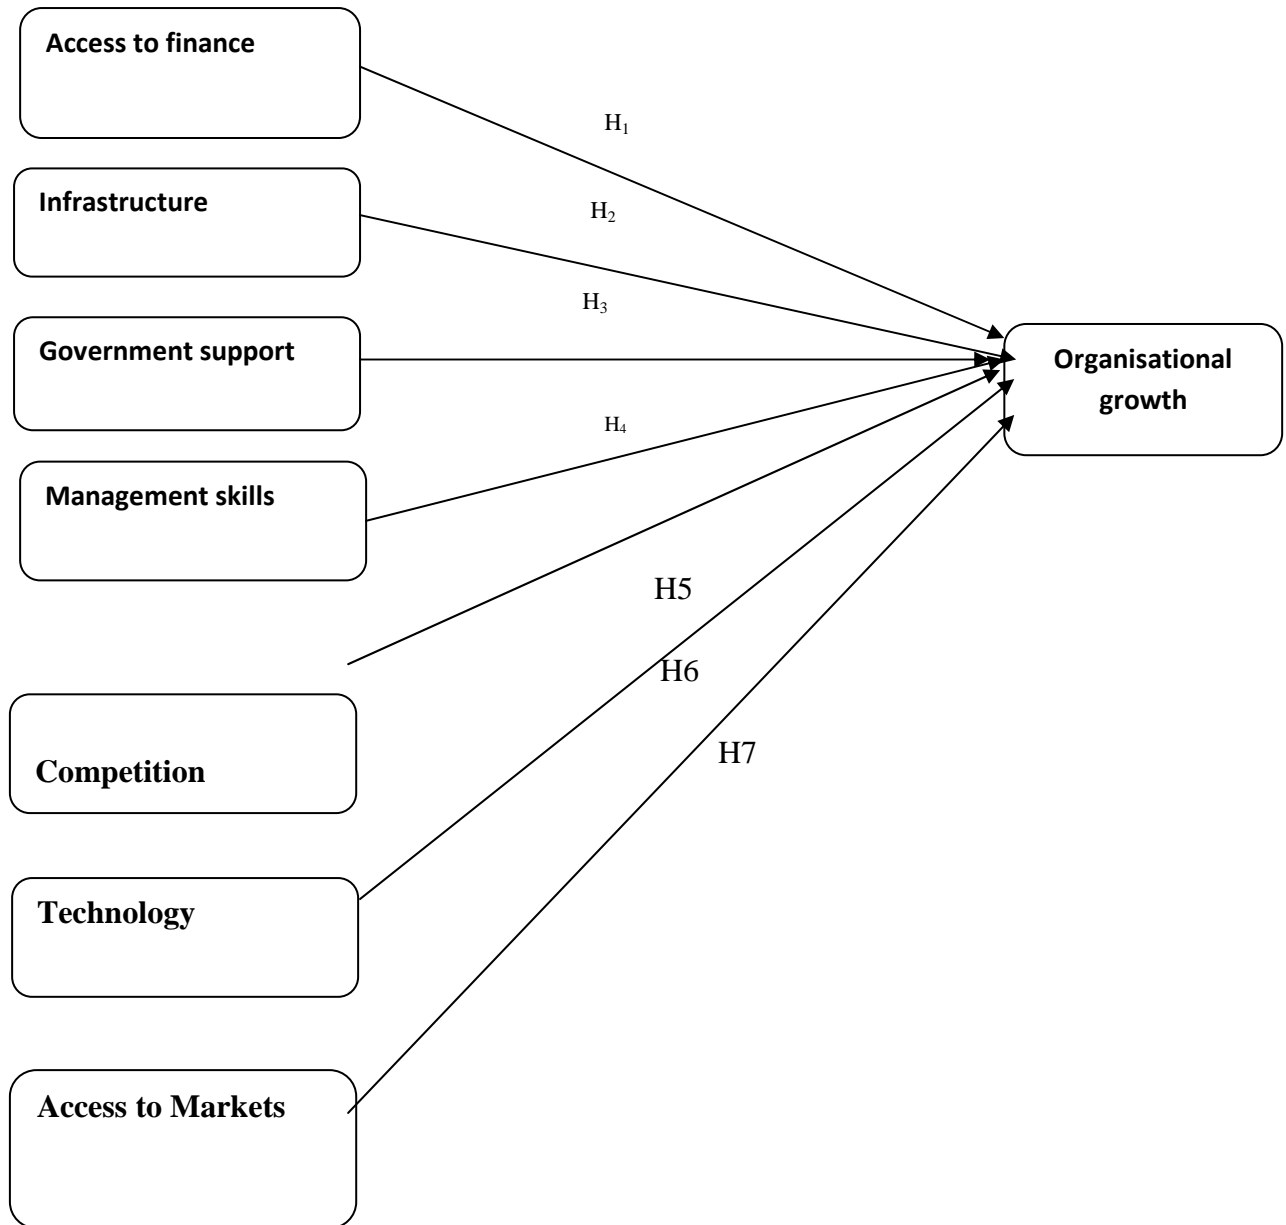 Access to finance
H₁
Infrastructure
H₂
H₃
Government support
Organisational
growth
H₄
Management skills
H5
H6
H7
Competition
Technology
Access to Markets